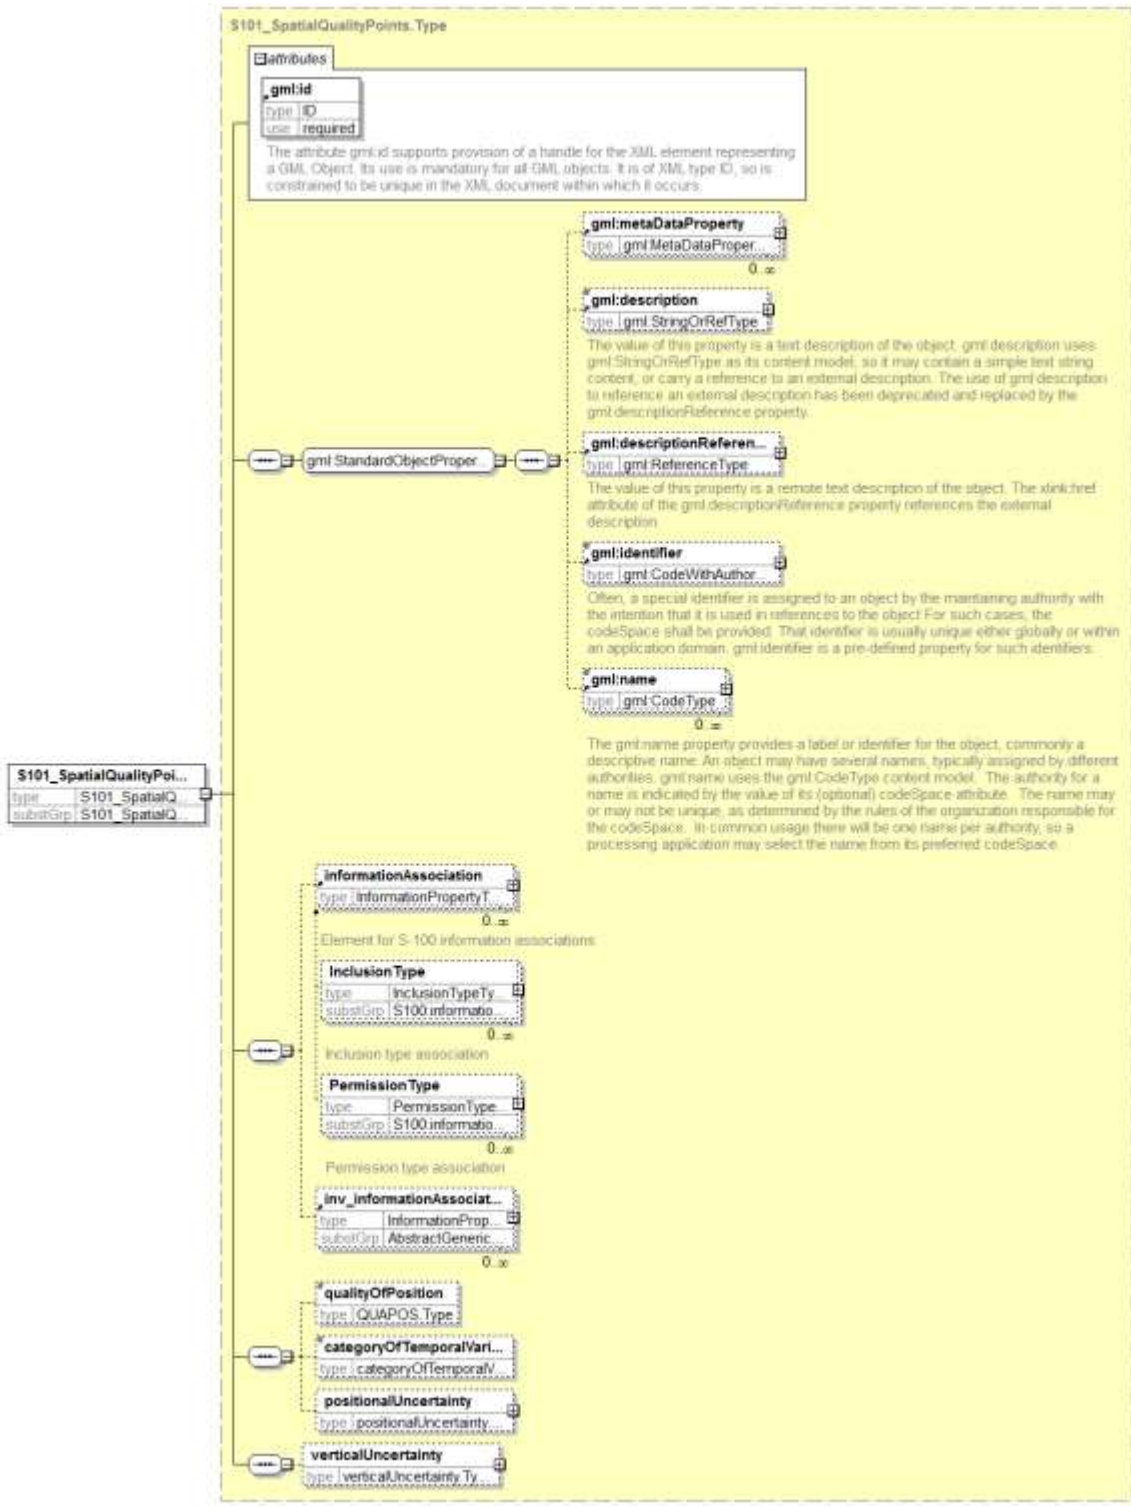 S101_SpatialQualityPoints.Type
attributes
gml:id
type ID
use required
The attribute gml:id supports provision of a handle for the XML element representing
a GML Object. Its use is mandatory for all GML objects. It is of XML type ID, so is
constrained to be unique in the XML document within which it occurs.
gml:metaDataProperty
type gml:MetaDataProper...
0..∞
gml:description
type gml:StringOrRefType
The value of this property is a text description of the object. gml:description uses
gml:StringOrRefType as its content model, so it may contain a simple text string
content, or carry a reference to an external description. The use of gml:description
to reference an external description has been deprecated and replaced by the
gml:descriptionReference property.
gml:descriptionReferen...
type gml:ReferenceType
gml:StandardObjectProper...
The value of this property is a remote text description of the object. The xlink:href
attribute of the gml:descriptionReference property references the external
description
gml:identifier
type gml:CodeWithAuthor...
Often, a special identifier is assigned to an object by the maintaining authority with
the intention that it is used in references to the object For such cases, the
codeSpace shall be provided. That identifier is usually unique either globally or within
an application domain. gml:identifier is a pre-defined property for such identifiers.
gml:name
type gml:CodeType
0..∞
The gml:name property provides a label or identifier for the object, commonly a
descriptive name. An object may have several names, typically assigned by different
authorities. gml:name uses the gml:CodeType content model.  The authority for a
name is indicated by the value of its (optional) codeSpace attribute.  The name may
or may not be unique, as determined by the rules of the organization responsible for
the codeSpace.  In common usage there will be one name per authority, so a
processing application may select the name from its preferred codeSpace.
S101_SpatialQualityPoi...
type S101_SpatialQ...
substGrp S101_SpatialQ...
informationAssociation
type InformationPropertyT...
0..∞
Element for S-100 information associations
InclusionType
type InclusionTypeTy...
substGrp S100:informatio...
0..∞
Inclusion type association
PermissionType
type PermissionType...
substGrp S100:informatio...
0..∞
Permission type association
inv_informationAssociat...
type InformationProp...
substGrp AbstractGeneric...
0..∞
qualityOfPosition
type QUAPOS.Type
categoryOfTemporalVari...
type categoryOfTemporalV...
positionalUncertainty
type positionalUncertainty....
verticalUncertainty
type verticalUncertainty.Ty...